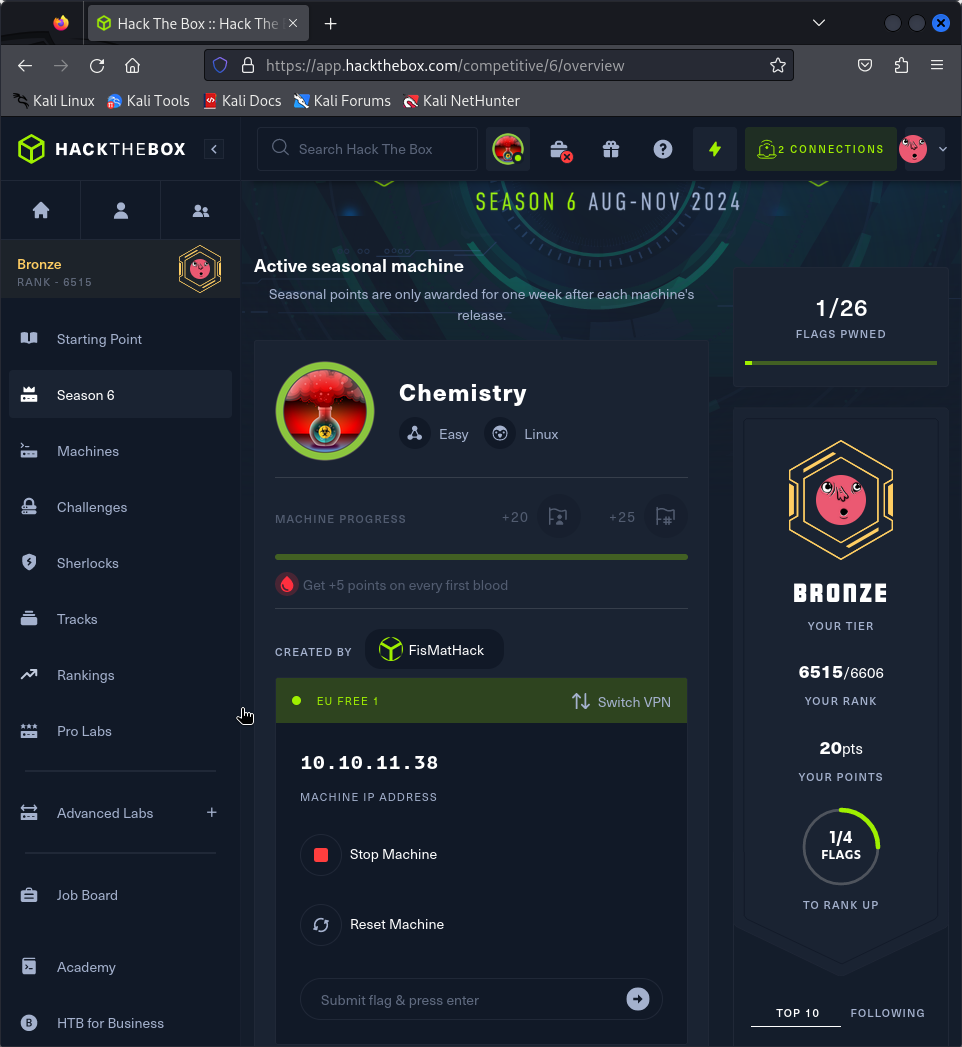 Hack The Box :: Hack The
https://app.hackthebox.com/competitive/6/overview
Kali Linux
Kali Tools
Kali Docs
Kali Forums
Kali NetHunter
HACKTHEBOX
Search Hack The Box
2 CONNECTIONS
SEASON 6 AUG-NOV 2024
Bronze
RANK - 6515
Starting Point
Season 6
Machines
Challenges
Sherlocks
Tracks
Rankings
Pro Labs
Advanced Labs
+
Job Board
Academy
B
HTB for Business
Active seasonal machine
Seasonal points are only awarded for one week after each machine's
release.
Chemistry
Easy
Linux
MACHINE PROGRESS
+20
+25
Get +5 points on every first blood
CREATED BY
FisMatHack
EU FREE 1
Switch VPN
10.10.11.38
MACHINE IP ADDRESS
Stop Machine
Reset Machine
Submit flag & press enter
1/26
FLAGS PWNED
BRONZE
YOUR TIER
6515/6606
YOUR RANK
20pts
YOUR POINTS
1/4
FLAGS
TO RANK UP
TOP 10
FOLLOWING